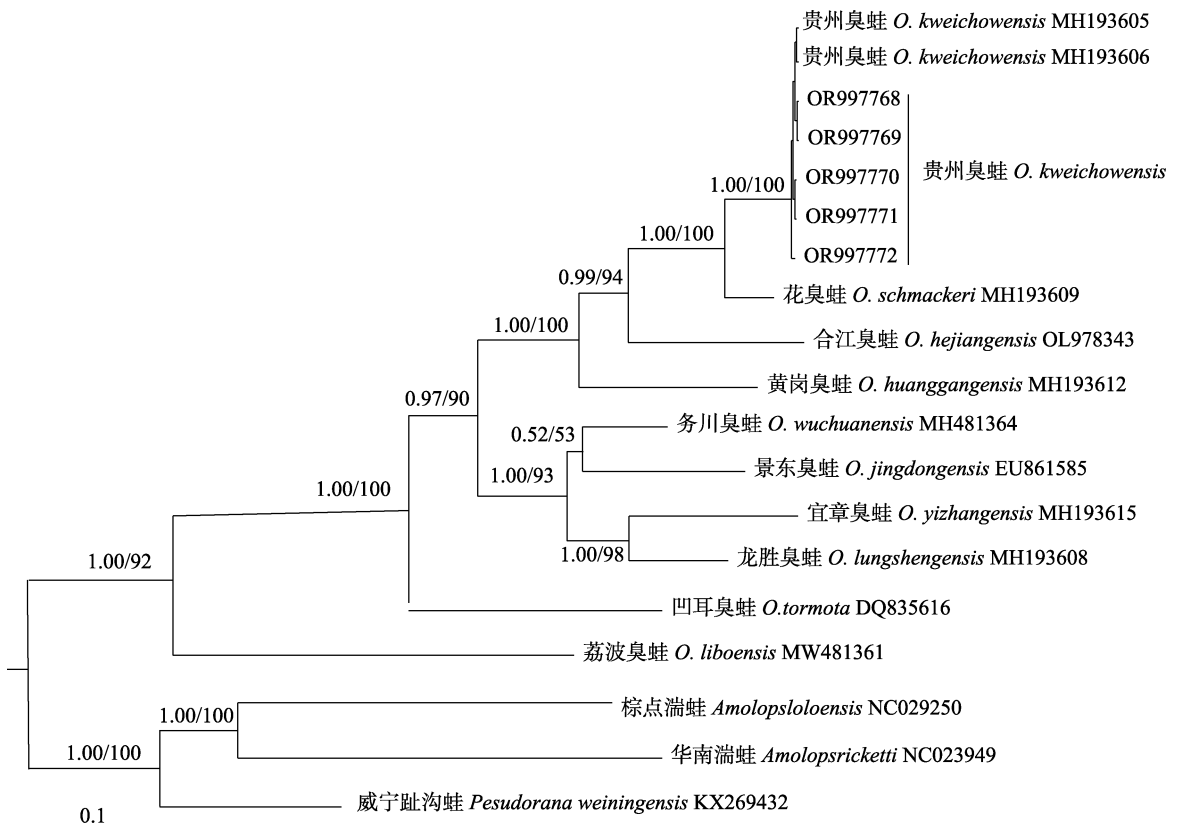 贵州臭蛙 O. kweichowensis MH193605
贵州臭蛙 O. kweichowensis MH193606
OR997768
OR997769
贵州臭蛙 O. kweichowensis
OR997770
1.00/100
OR997771
1.00/100
OR997772
0.99/94
花臭蛙 O. schmackeri MH193609
1.00/100
合江臭蛙 O. hejiangensis OL978343
黄岗臭蛙 O. huanggangensis MH193612
0.97/90
务川臭蛙 O. wuchuanensis MH481364
0.52/53
景东臭蛙 O. jingdongensis EU861585
1.00/93
1.00/100
宜章臭蛙 O. yizhangensis MH193615
1.00/98
龙胜臭蛙 O. lungshengensis MH193608
1.00/92
凹耳臭蛙 O.tormota DQ835616
荔波臭蛙 O. liboensis MW481361
棕点湍蛙 Amolopsloloensis NC029250
1.00/100
华南湍蛙 Amolopsricketti NC023949
1.00/100
威宁趾沟蛙 Pesudorana weiningensis KX269432
0.1